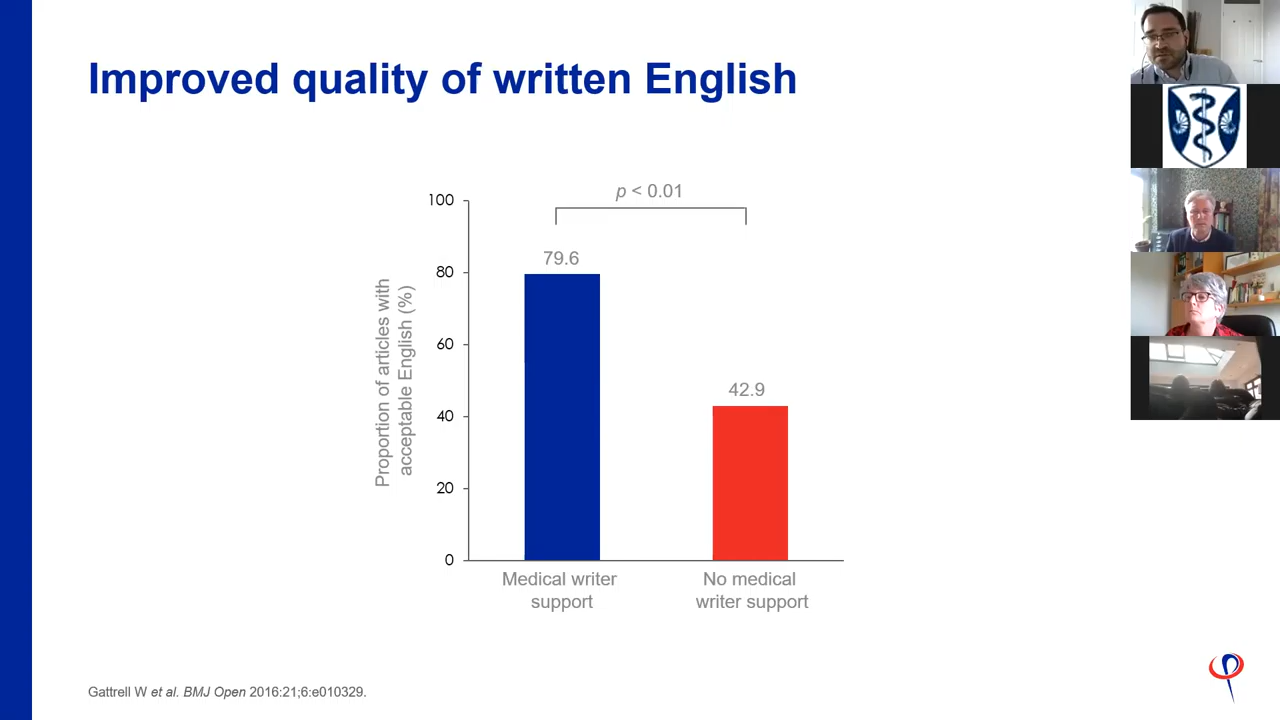 Improved quality of written English
p < 0.01
100
80
60
40
20
0
79.6
42.9
Proportion of articles with
acceptable English (%)
Medical writer
support
No medical
writer support
Gattrell W et al. BMJ Open 2016:21;6:e010329.